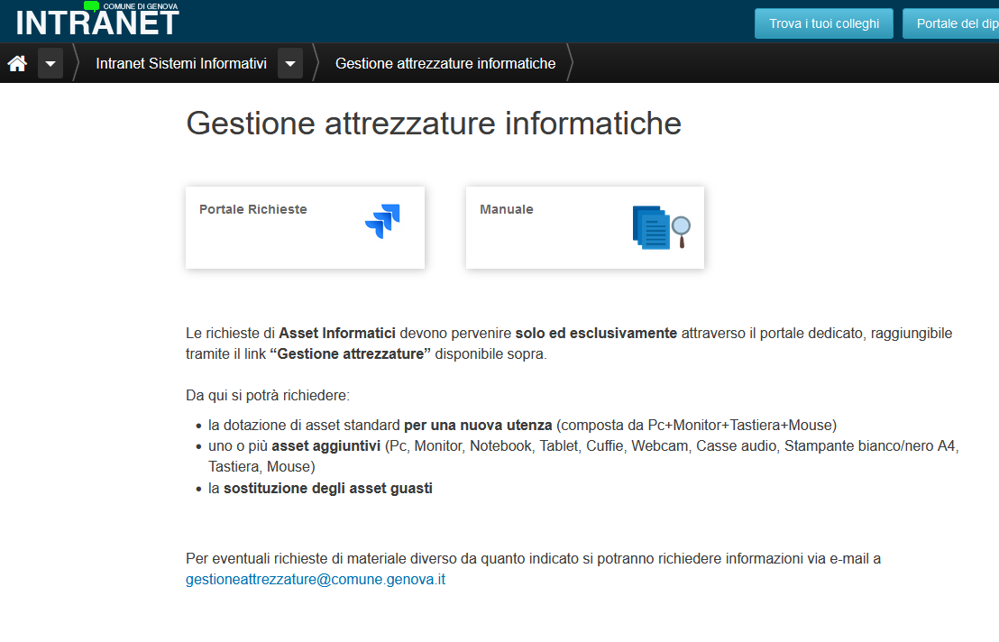 COMUNE DI GENOVA
INTRANET
Trova i tuoi colleghi
Portale del dip
Intranet Sistemi Informativi
Gestione attrezzature informatiche
Gestione attrezzature informatiche
Portale Richieste
Manuale
Le richieste di Asset Informatici devono pervenire solo ed esclusivamente attraverso il portale dedicato, raggiungibile
tramite il link “Gestione attrezzature” disponibile sopra.
Da qui si potrà richiedere:
• la dotazione di asset standard per una nuova utenza (composta da Pc+Monitor+Tastiera+Mouse)
• uno o più asset aggiuntivi (Pc, Monitor, Notebook, Tablet, Cuffie, Webcam, Casse audio, Stampante bianco/nero A4,
Tastiera, Mouse)
• la sostituzione degli asset guasti
Per eventuali richieste di materiale diverso da quanto indicato si potranno richiedere informazioni via e-mail a
gestioneattrezzature@comune.genova.it